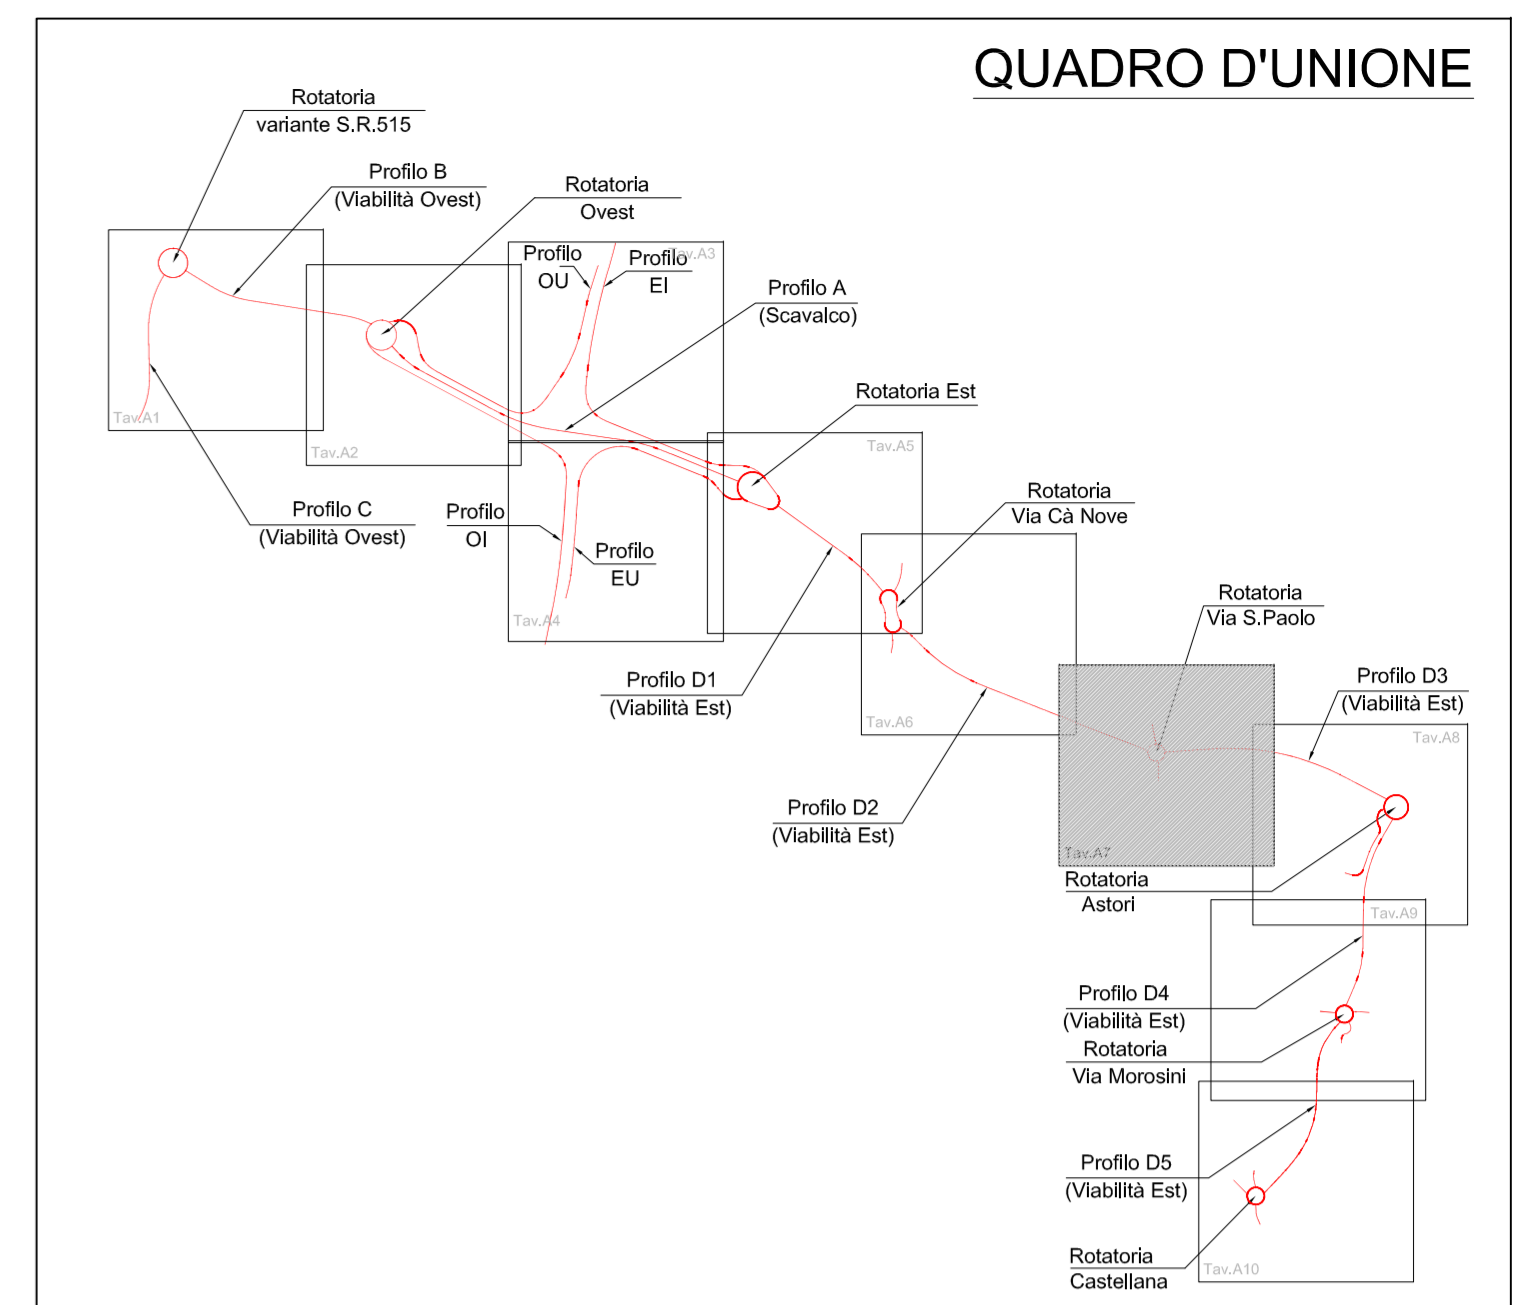 QUADRO D'UNIONE
Rotatoria
variante S.R.515
Profilo B
(Viabilità Ovest)
Rotatoria
Ovest
Tav.A3
Profilo
OU
Profilo
EI
Profilo A
(Scavalco)
Rotatoria Est
Tav.A1
Tav.A2
Tav.A5
Profilo C
(Viabilità Ovest)
Profilo
OI
Profilo
EU
Rotatoria
Via Cà Nove
Tav.A4
Rotatoria
Via S.Paolo
Profilo D1
(Viabilità Est)
Profilo D3
(Viabilità Est)
Tav.A6
Tav.A8
Profilo D2
(Viabilità Est)
Tav.A7
Rotatoria
Astori
Tav.A9
Profilo D4
(Viabilità Est)
Rotatoria
Via Morosini
Profilo D5
(Viabilità Est)
Rotatoria
Castellana
Tav.A10